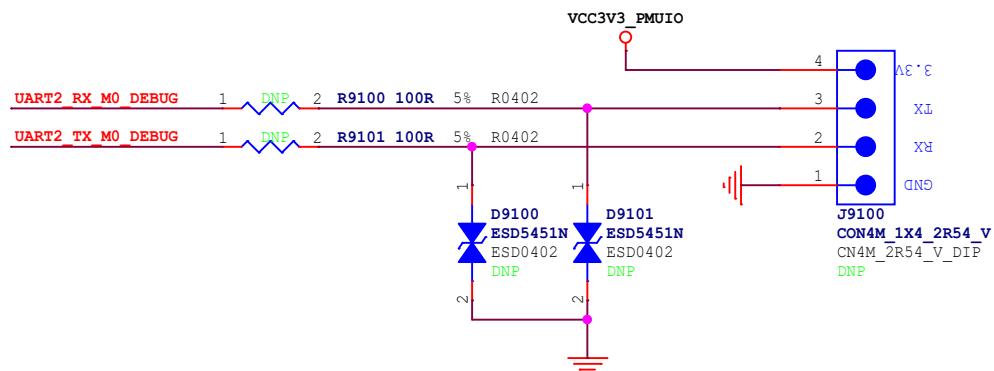 VCC3V3_PMUIO
4 3.3V
UART2_RX_M0_DEBUG 1 DNP 2 R9100 100R 5% R0402 3 TX
UART2_TX_M0_DEBUG 1 DNP 2 R9101 100R 5% R0402 2 RX
1 GND
1 1
D9100 D9101 J9100
ESD5451N ESD5451N CON4M_1X4_2R54_V
ESD0402 ESD0402 CN4M_2R54_V_DIP
DNP DNP DNP
2 2